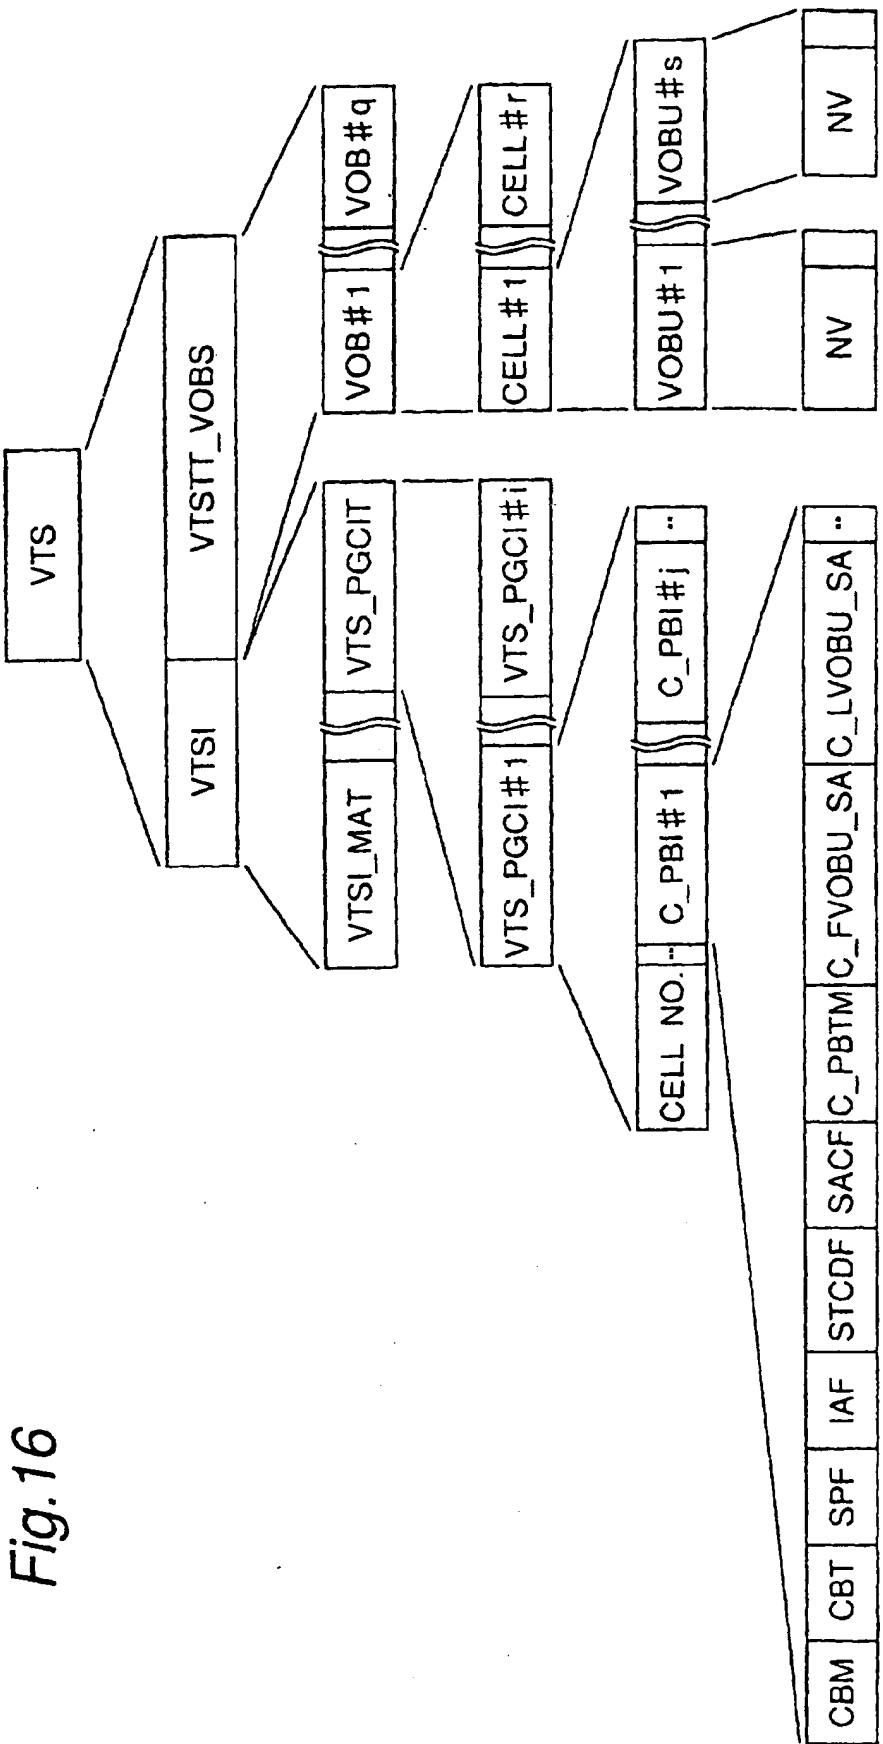 Fig.16
VTS
VTSI VTSTT_VOBS
VTSI_MAT VTS_PGCIT VOB#1 VOB#q
VTS_PGCI#1 VTS_PGCI#i CELL#1 CELL#r
CELL NO. -- C_PBI#1 C_PBI#j -- VOBU#1 VOBU#s
CBM CBT SPF IAF STCDF SACF C_PBTM C_FVOBU_SA C_LVOBU_SA -- NV NV